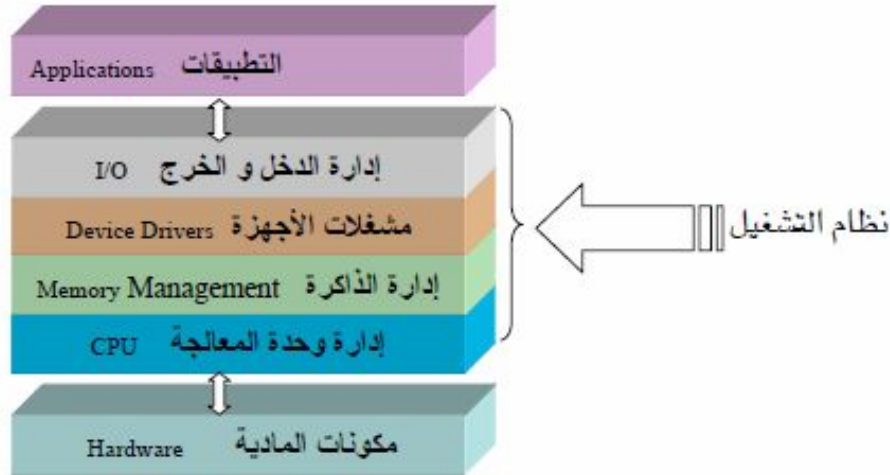 التطبيقات Applications
إدارة الدخل و الخرج I/O
مشغلات الأجهزة Device Drivers
إدارة الذاكرة Memory Management
إدارة وحدة المعالجة CPU
مكونات المادية Hardware
نظام التشغيل